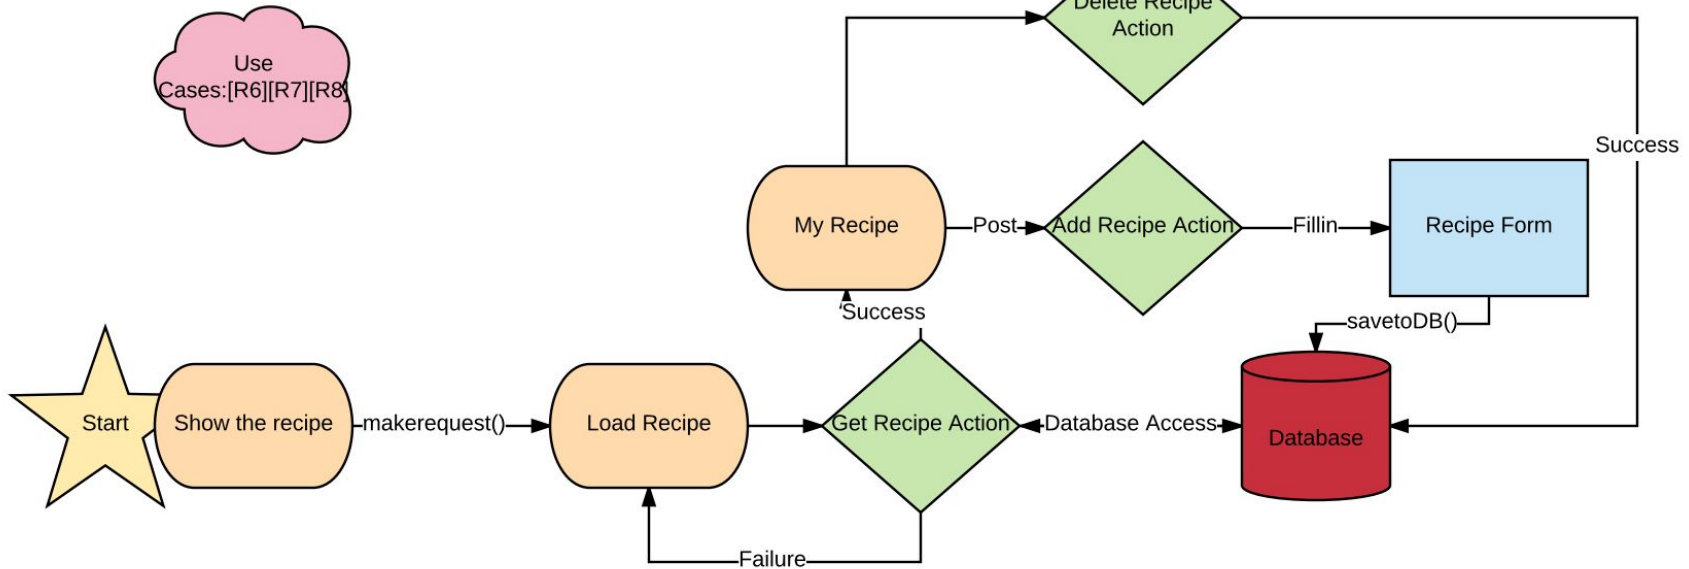 Delete Recipe
Action
Use
Cases:[R6][R7][R8]
Success
My Recipe
Post
Add Recipe Action
Fillin
Recipe Form
Success
savetoDB()
Start
Show the recipe
makerequest()
Load Recipe
Get Recipe Action
Database Access
Database
Failure